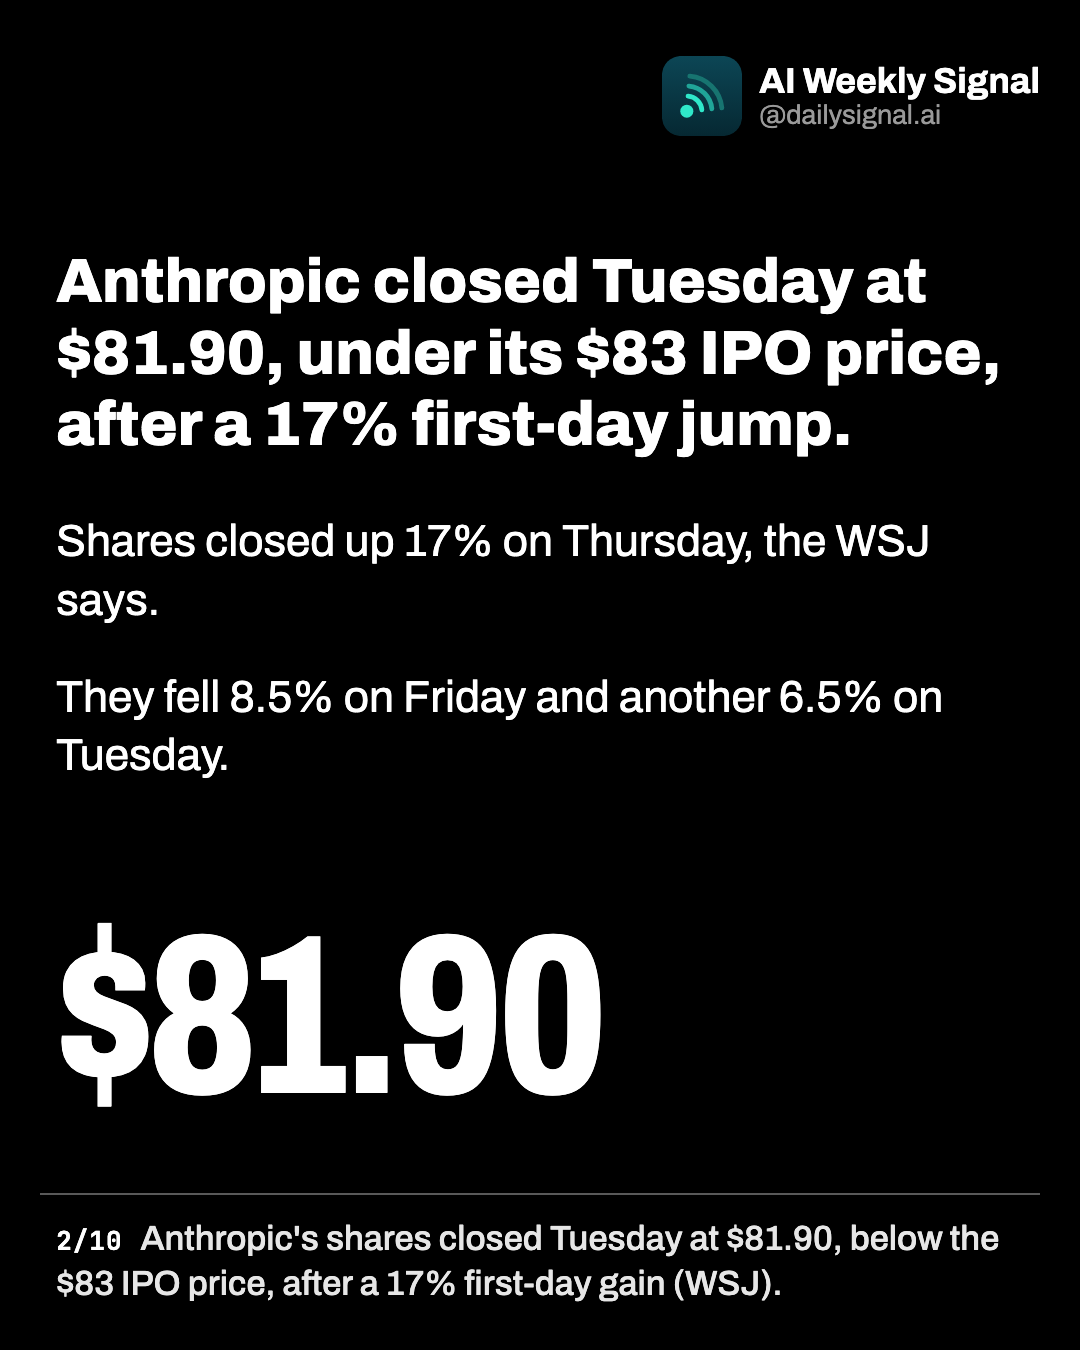 AI Weekly Signal
@dailysignal.ai
Anthropic closed Tuesday at
$81.90, under its $83 IPO price,
after a 17% first-day jump.
Shares closed up 17% on Thursday, the WSJ
says.
They fell 8.5% on Friday and another 6.5% on
Tuesday.
$81.90
2/10 Anthropic's shares closed Tuesday at $81.90, below the
$83 IPO price, after a 17% first-day gain (WSJ).